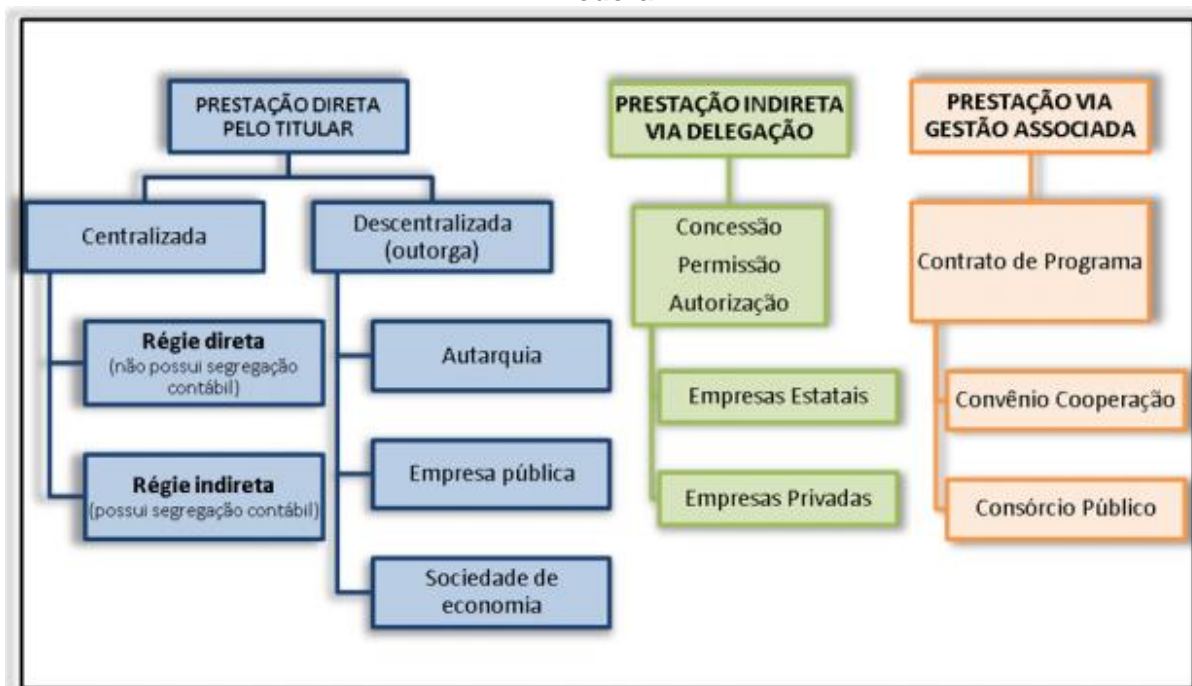 PRESTAÇÃO DIRETA
PELO TITULAR
Centralizada
Régie direta
(não possui segregação
contábil)
Régie indireta
(possui segregação contábil)
Descentralizada
(outorga)
Autarquia
Empresa pública
Sociedade de
economia
PRESTAÇÃO INDIRETA
VIA DELEGAÇÃO
Concessão
Permissão
Autorização
Empresas Estatais
Empresas Privadas
PRESTAÇÃO VIA
GESTÃO ASSOCIADA
Contrato de Programa
Convênio Cooperação
Consórcio Público